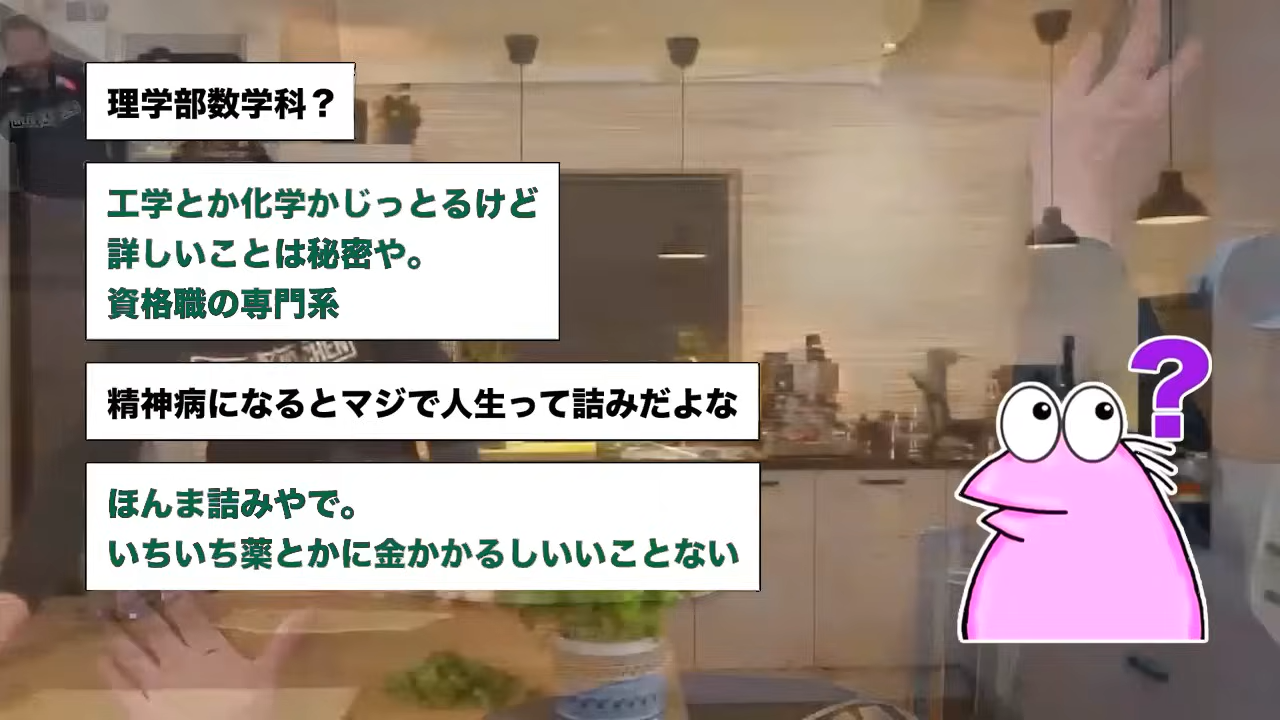 理学部数学科？
工学とか化学かじっとるけど
詳しいことは秘密や。
資格職の専門系
精神病になるとマジで人生って詰みだよな
ほんま詰みやで。
いちいち薬とかに金かかるしいいことない
?